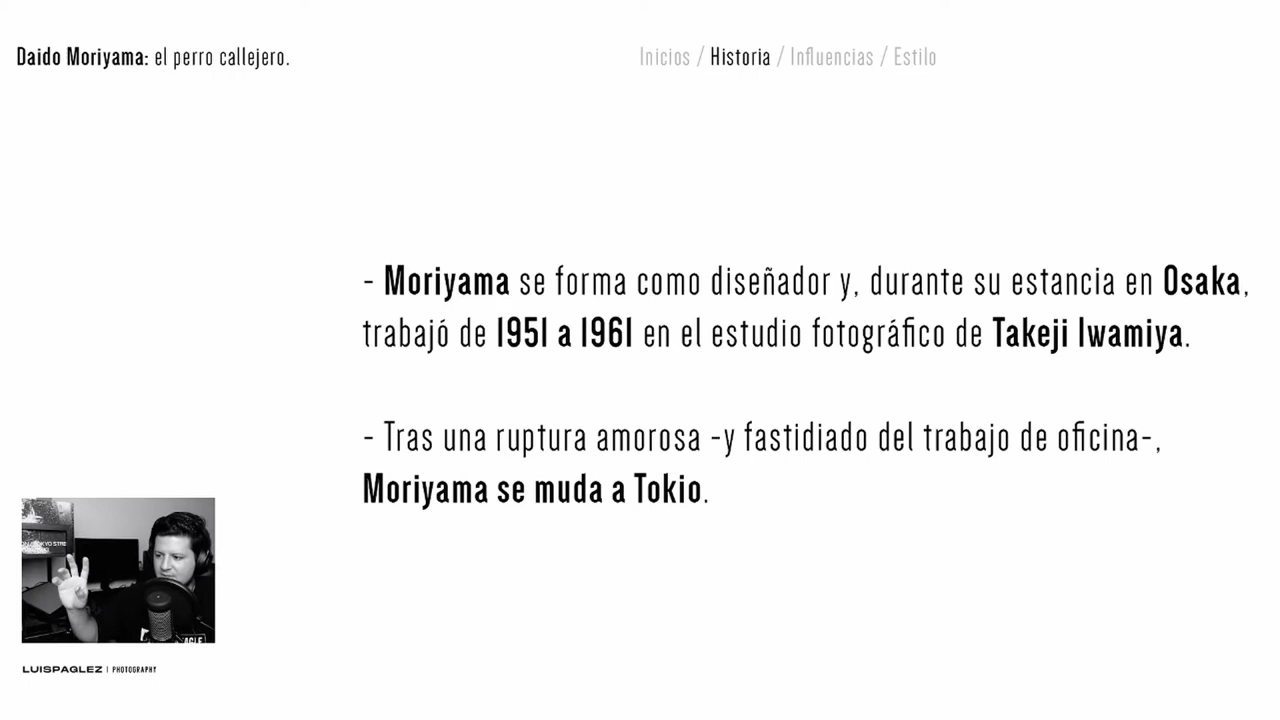 Daido Moriyama: el perro callejero.
Inicios / Historia / Influencias / Estilo
- Moriyama se forma como diseñador y, durante su estancia en Osaka,
trabajó de 1951 a 1961 en el estudio fotográfico de Takeji Iwamiya.
- Tras una ruptura amorosa -y fastidiado del trabajo de oficina-,
Moriyama se muda a Tokio.
LUISPAGLEZ | PHOTOGRAPHY